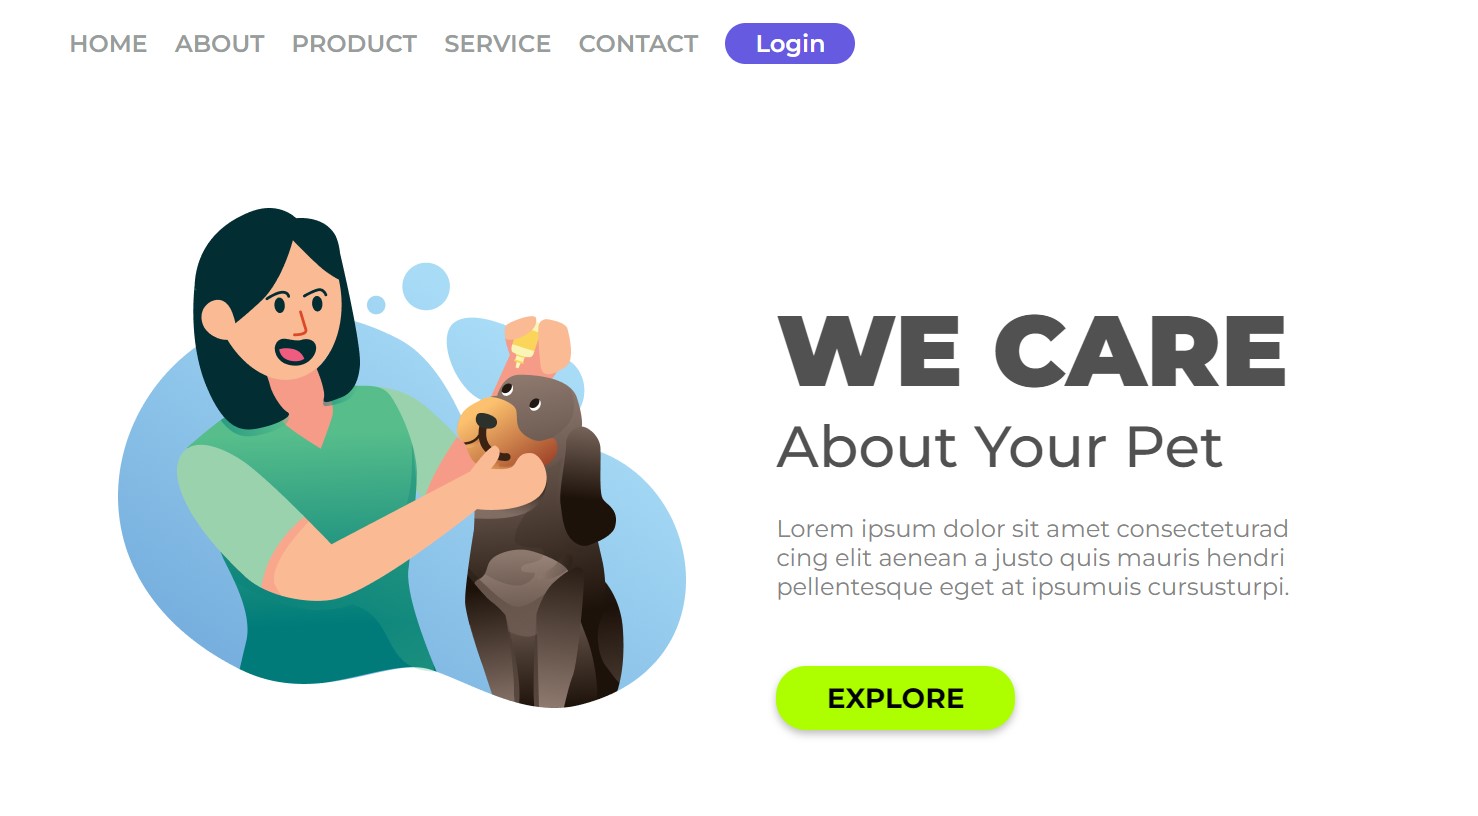 HOME ABOUT PRODUCT SERVICE CONTACT Login
WE CARE
About Your Pet
Lorem ipsum dolor sit amet consecteturad
cing elit aenean a justo quis mauris hendri
pellentesque eget at ipsumuis cursusturpi.
EXPLORE